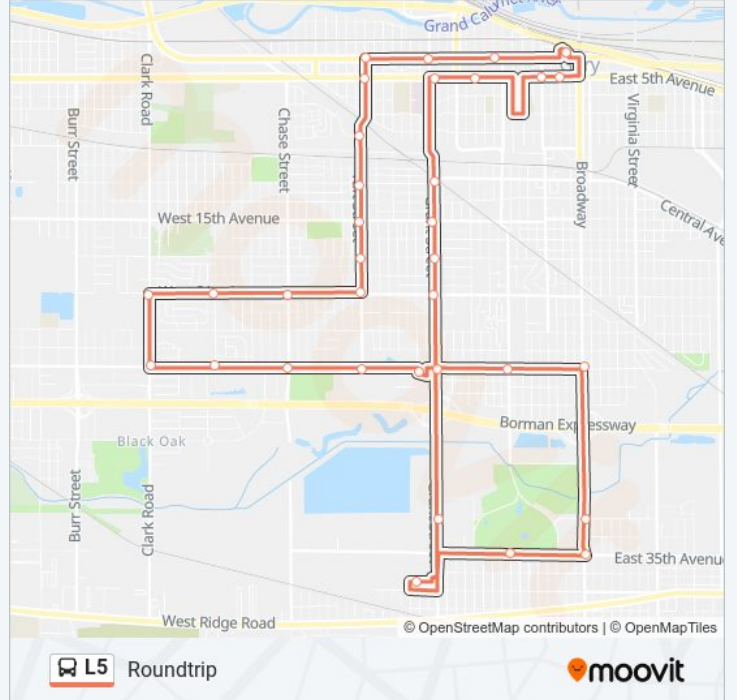 Grand Calumet River
Clark Road
Burr Street
Chase Street
East 5th Avenue
Virginia Street
Broadway
West 15th Avenue
Central Ave
Borman Expressway
Black Oak
Burr Street
Clark Road
East 35th Avenu
West Ridge Road
© OpenStreetMap contributors | © OpenMapTiles
L5 Roundtrip
moovit